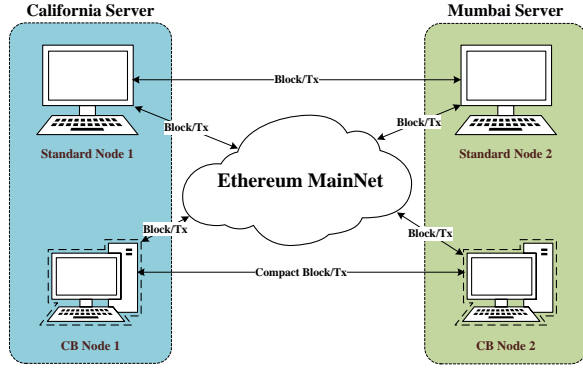 California Server
Mumbai Server
Block/Tx
Block/Tx
Block/Tx
Standard Node 1
Standard Node 2
Ethereum MainNet
Block/Tx
Block/Tx
Compact Block/Tx
CB Node 1
CB Node 2